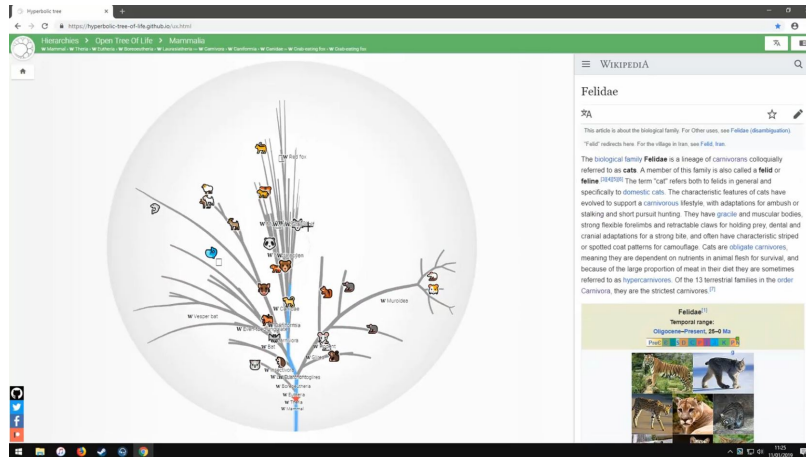 Hyperbolic tree
https://hyperbolic-tree-of-life.github.io/ux.html
Hierarchies > Open Tree Of Life > Mammalia
W Mammal • W Theria • W Eutheria • W Boreoeutheria • W Laurasiatheria •• W Carnivora • W Caniformia • W Canidae • W Crab-eating fox • W Crab-eating fox
W Red fox
W Muroidea
W Vesper bat
W Bat
W Eutheria
W Theria
W Mammal
WIKIPEDIA
Felidae
This article is about the biological family. For Other uses, see Felidae (disambiguation).
"Felid" redirects here. For the village in Iran, see Felid, Iran.
The biological family Felidae is a lineage of carnivorans colloquially
referred to as cats. A member of this family is also called a felid or
feline.[3][4][5][6] The term "cat" refers both to felids in general and
specifically to domestic cats. The characteristic features of cats have
evolved to support a carnivorous lifestyle, with adaptations for ambush or
stalking and short pursuit hunting. They have gracile and muscular bodies,
strong flexible forelimbs and retractable claws for holding prey, dental and
cranial adaptations for a strong bite, and often have characteristic striped
or spotted coat patterns for camouflage. Cats are obligate carnivores,
meaning they are dependent on nutrients in animal flesh for survival, and
because of the large proportion of meat in their diet they are sometimes
referred to as hypercarnivores. Of the 13 terrestrial families in the order
Carnivora, they are the strictest carnivores.[7]
Felidae[1]
Temporal range:
Oligocene–Present, 25–0 Ma
11:25
11/01/2019